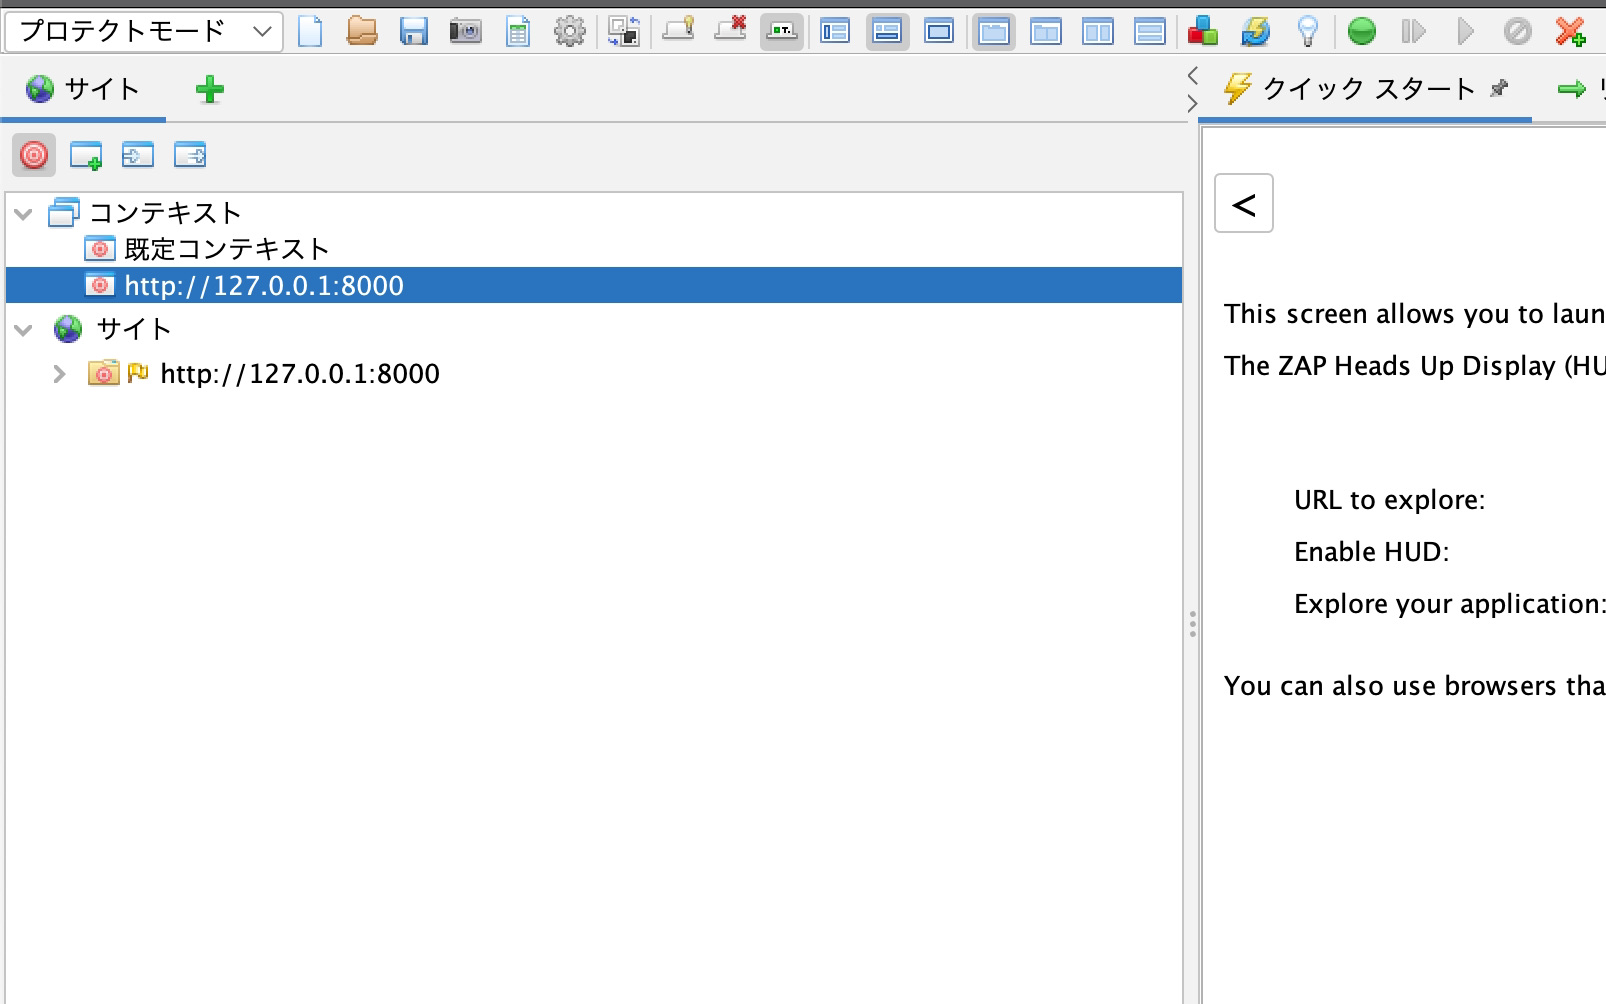 プロテクトモード
サイト
クイック スタート
コンテキスト
既定コンテキスト
http://127.0.0.1:8000
サイト
http://127.0.0.1:8000
<
This screen allows you to laun
The ZAP Heads Up Display (HU
URL to explore:
Enable HUD:
Explore your application:
You can also use browsers tha